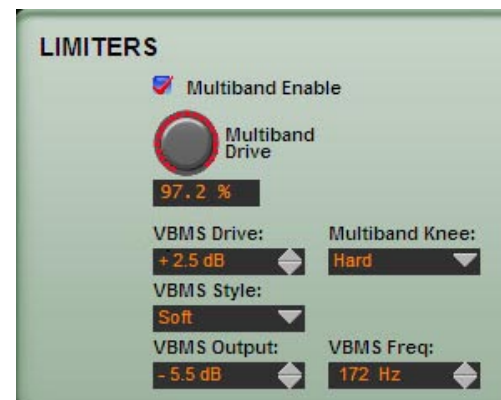 LIMITERS
Multiband Enable
Multiband
Drive
97.2 %
VBMS Drive: Multiband Knee:
+ 2.5 dB Hard
VBMS Style:
Soft
VBMS Output: VBMS Freq:
- 5.5 dB 172 Hz